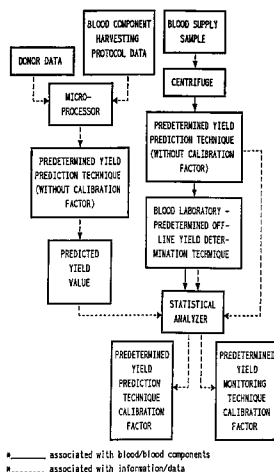 BLOOD COMPONENT
HARVESTING
PROTOCOL DATA
BLOOD SUPPLY
SAMPLE
DONOR DATA
CENTRIFUGE
MICRO-
PROCESSOR
PREDETERMINED YIELD
PREDICTION TECHNIQUE
(WITHOUT CALIBRATION
FACTOR)
PREDETERMINED YIELD
PREDICTION TECHNIQUE
(WITHOUT CALIBRATION
FACTOR)
BLOOD LABORATORY -
PREDETERMINED OFF-
LINE YIELD DETER-
MINATION TECHNIQUE
PREDICTED
YIELD
VALUE
STATISTICAL
ANALYZER
PREDETERMINED
YIELD
PREDICTION
TECHNIQUE
CALIBRATION
FACTOR
PREDETERMINED
YIELD
MONITORING
TECHNIQUE
CALIBRATION
FACTOR
associated with blood/blood components
associated with information/data